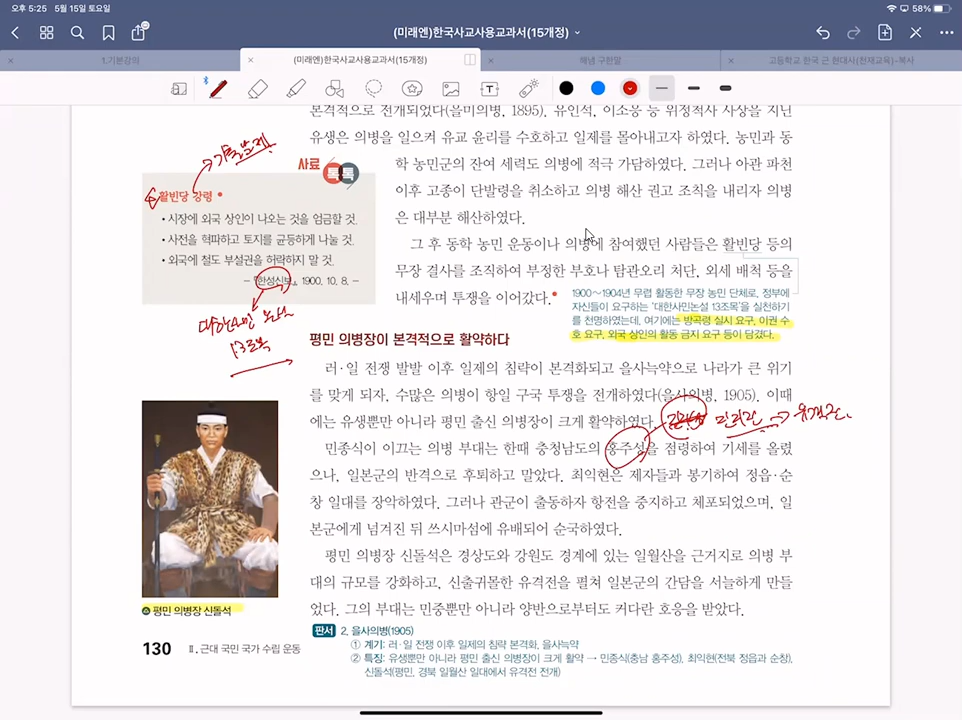 오후 5:25 5월 15일 토요일
58%
(미래엔)한국사교사용교과서(15개정)
1.기본강의
(미래엔)한국사교사용교과서(15개정)
해냄 구한말
고등학교 한국 근 현대사(천재교육)-복사
본격적으로 전개되었다(을미의병, 1895). 유인석, 이소응 등 위정척사 사상을 지닌
유생은 의병을 일으켜 유교 윤리를 수호하고 일제를 몰아내고자 하였다. 농민과 동
학 농민군의 잔여 세력도 의병에 적극 가담하였다. 그러나 아관 파천
이후 고종이 단발령을 취소하고 의병 해산 권고 조칙을 내리자 의병
은 대부분 해산하였다.
그 후 동학 농민 운동이나 의병에 참여했던 사람들은 활빈당 등의
무장 결사를 조직하여 부정한 부호나 탐관오리 처단, 외세 배척 등을
내세우며 투쟁을 이어갔다.
1900～1904년 무렵 활동한 무장 농민 단체로, 정부에
자신들이 요구하는 '대한사민논설 13조목'을 실천하기
를 천명하였는데, 여기에는 방곡령 실시 요구, 이권 수
호 요구, 외국 상인의 활동 금지 요구 등이 담겼다.
사료 톡톡
활빈당 강령
• 시장에 외국 상인이 나오는 것을 엄금할 것.
• 사전을 혁파하고 토지를 균등하게 나눌 것.
• 외국에 철도 부설권을 허락하지 말 것.
- 『한성신보』, 1900. 10. 8. -
13조목
평민 의병장이 본격적으로 활약하다
러·일 전쟁 발발 이후 일제의 침략이 본격화되고 을사늑약으로 나라가 큰 위기
를 맞게 되자, 수많은 의병이 항일 구국 투쟁을 전개하였다(을사의병, 1905). 이때
에는 유생뿐만 아니라 평민 출신 의병장이 크게 활약하였다.
민종식이 이끄는 의병 부대는 한때 충청남도의 홍주성을 점령하여 기세를 올렸
으나, 일본군의 반격으로 후퇴하고 말았다. 최익현은 제자들과 봉기하여 정읍·순
창 일대를 장악하였다. 그러나 관군이 출동하자 항전을 중지하고 체포되었으며, 일
본군에게 넘겨진 뒤 쓰시마섬에 유배되어 순국하였다.
평민 의병장 신돌석은 경상도와 강원도 경계에 있는 일월산을 근거지로 의병 부
대의 규모를 강화하고, 신출귀몰한 유격전을 펼쳐 일본군의 간담을 서늘하게 만들
었다. 그의 부대는 민중뿐만 아니라 양반으로부터도 커다란 호응을 받았다.
평민 의병장 신돌석
판서 2. 을사의병(1905)
① 계기: 러·일 전쟁 이후 일제의 침략 본격화, 을사늑약
② 특징: 유생뿐만 아니라 평민 출신 의병장이 크게 활약 → 민종식(충남 홍주성), 최익현(전북 정읍과 순창),
신돌석(평민, 경북 일월산 일대에서 유격전 전개)
130 Ⅱ. 근대 국민 국가 수립 운동